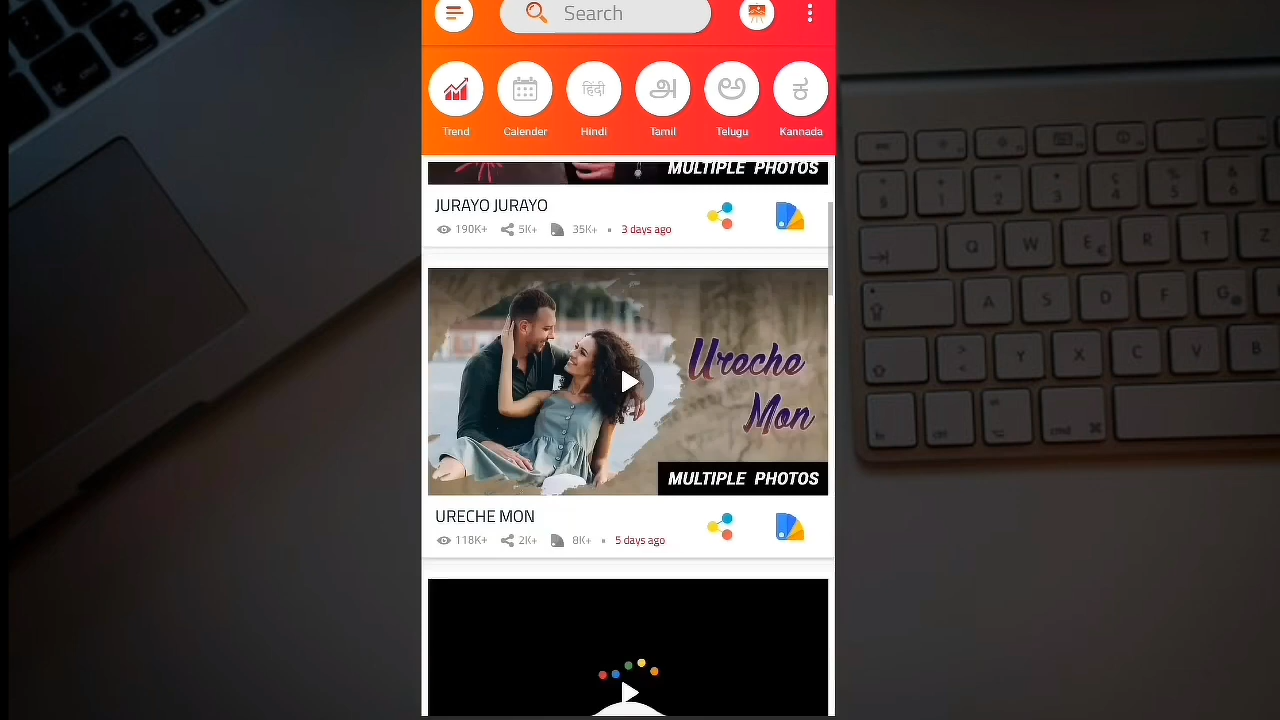 Search
हिंदी
அ
అ
ಕ
Trend
Calender
Hindi
Tamil
Telugu
Kannada
MULTIPLE PHOTOS
JURAYO JURAYO
190K+ 5K+ 35K+ • 3 days ago
Ureche
Mon
MULTIPLE PHOTOS
URECHE MON
118K+ 2K+ 8K+ • 5 days ago
Q W E R T Z
A S D F G
Y X C V B